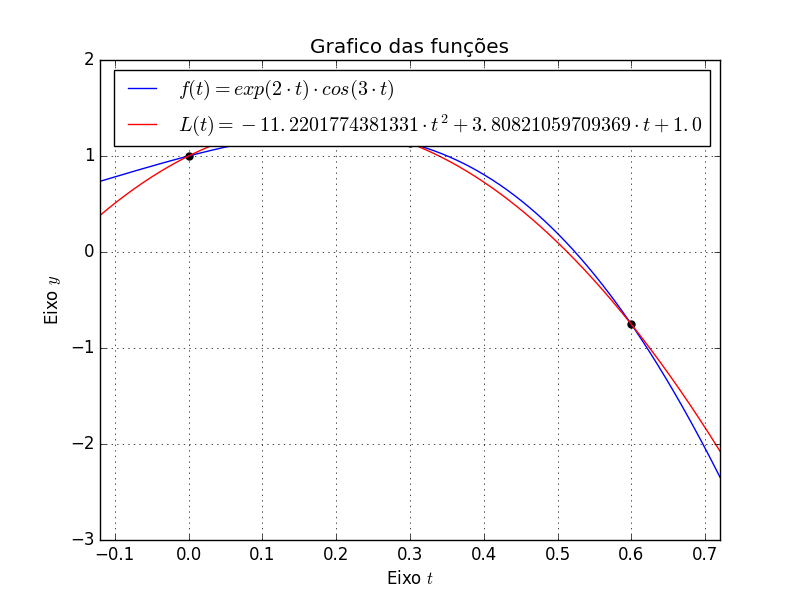 Grafico das funções
f(t) = exp(2 · t) · cos(3 · t)
L(t) = −11.2201774381331 · t² + 3.80821059709369 · t + 1.0
2
1
0
−1
−2
−3
Eixo y
−0.1 0.0 0.1 0.2 0.3 0.4 0.5 0.6 0.7
Eixo t